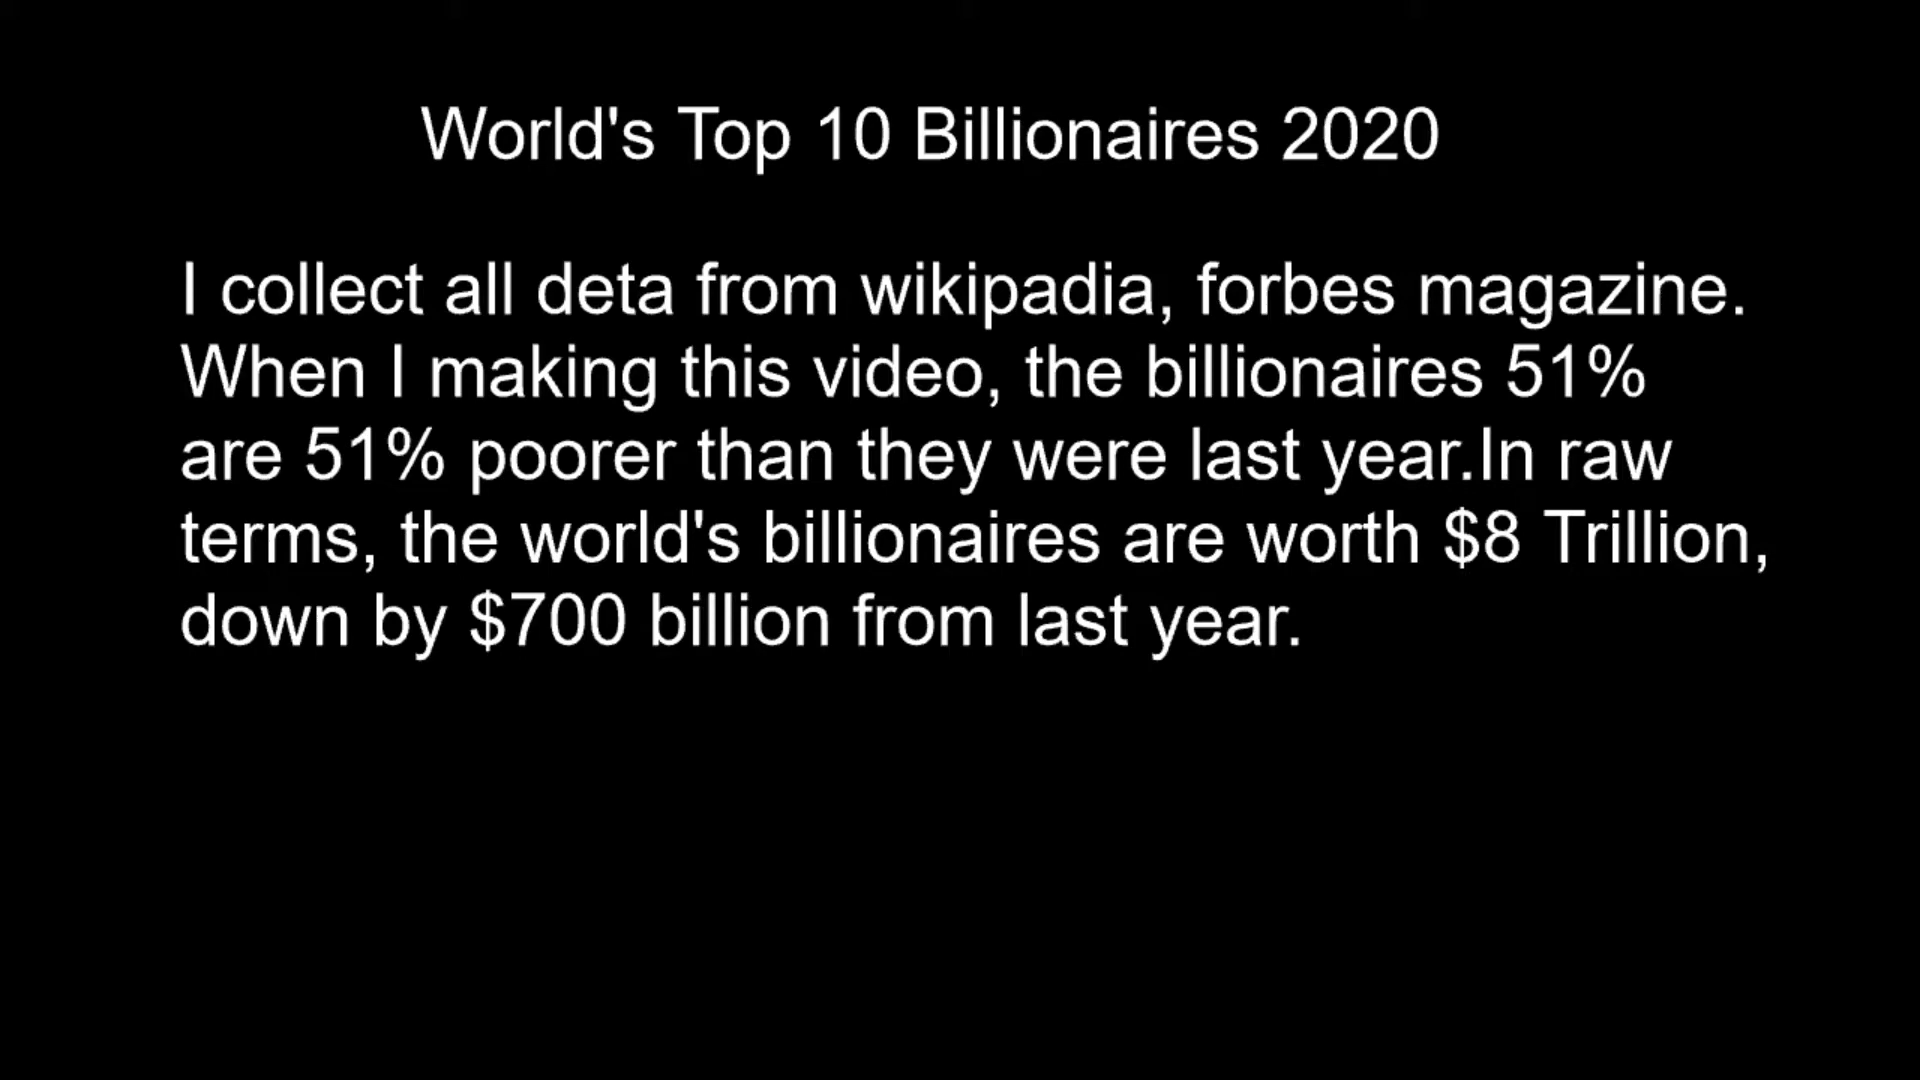 World's Top 10 Billionaires 2020
I collect all deta from wikipadia, forbes magazine.
When I making this video, the billionaires 51%
are 51% poorer than they were last year.In raw
terms, the world's billionaires are worth $8 Trillion,
down by $700 billion from last year.